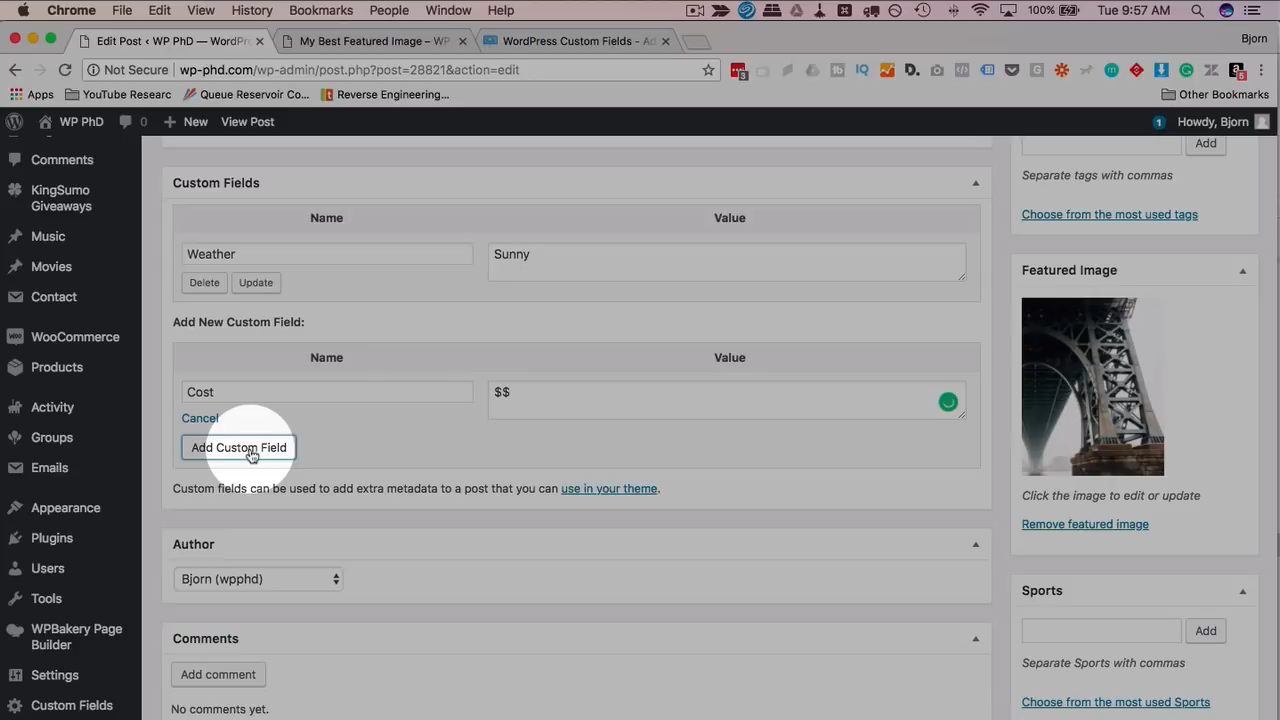 Chrome File Edit View History Bookmarks People Window Help 100% Tue 9:57 AM
Edit Post ‹ WP PhD — WordPr × My Best Featured Image – WP × WordPress Custom Fields - Ad × Bjorn
Not Secure wp-phd.com/wp-admin/post.php?post=28821&action=edit
Apps YouTube Researc Queue Reservoir Co... Reverse Engineering... Other Bookmarks
WP PhD 0 New View Post 1 Howdy, Bjorn
Comments
KingSumo
Giveaways
Music
Movies
Contact
WooCommerce
Products
Activity
Groups
Emails
Appearance
Plugins
Users
Tools
WPBakery Page
Builder
Settings
Custom Fields
Custom Fields
Name Value
Weather Sunny
Delete Update
Add New Custom Field:
Name Value
Cost $$
Cancel
Add Custom Field
Custom fields can be used to add extra metadata to a post that you can use in your theme.
Author
Bjorn (wpphd)
Comments
Add comment
No comments yet.
Add
Separate tags with commas
Choose from the most used tags
Featured Image
Click the image to edit or update
Remove featured image
Sports
Add
Separate Sports with commas
Choose from the most used Sports